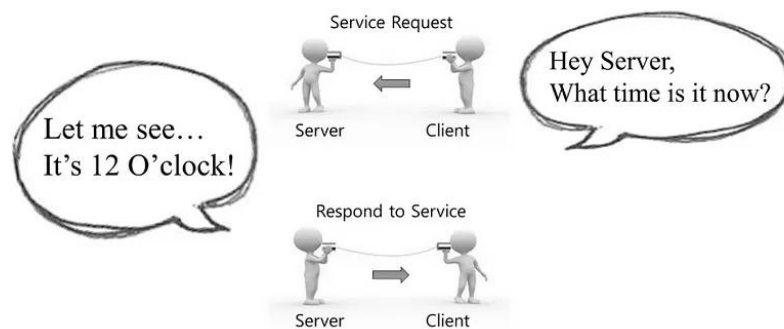 Service Request
Hey Server,
What time is it now?
Server Client
Let me see…
It’s 12 O’clock!
Respond to Service
Server Client